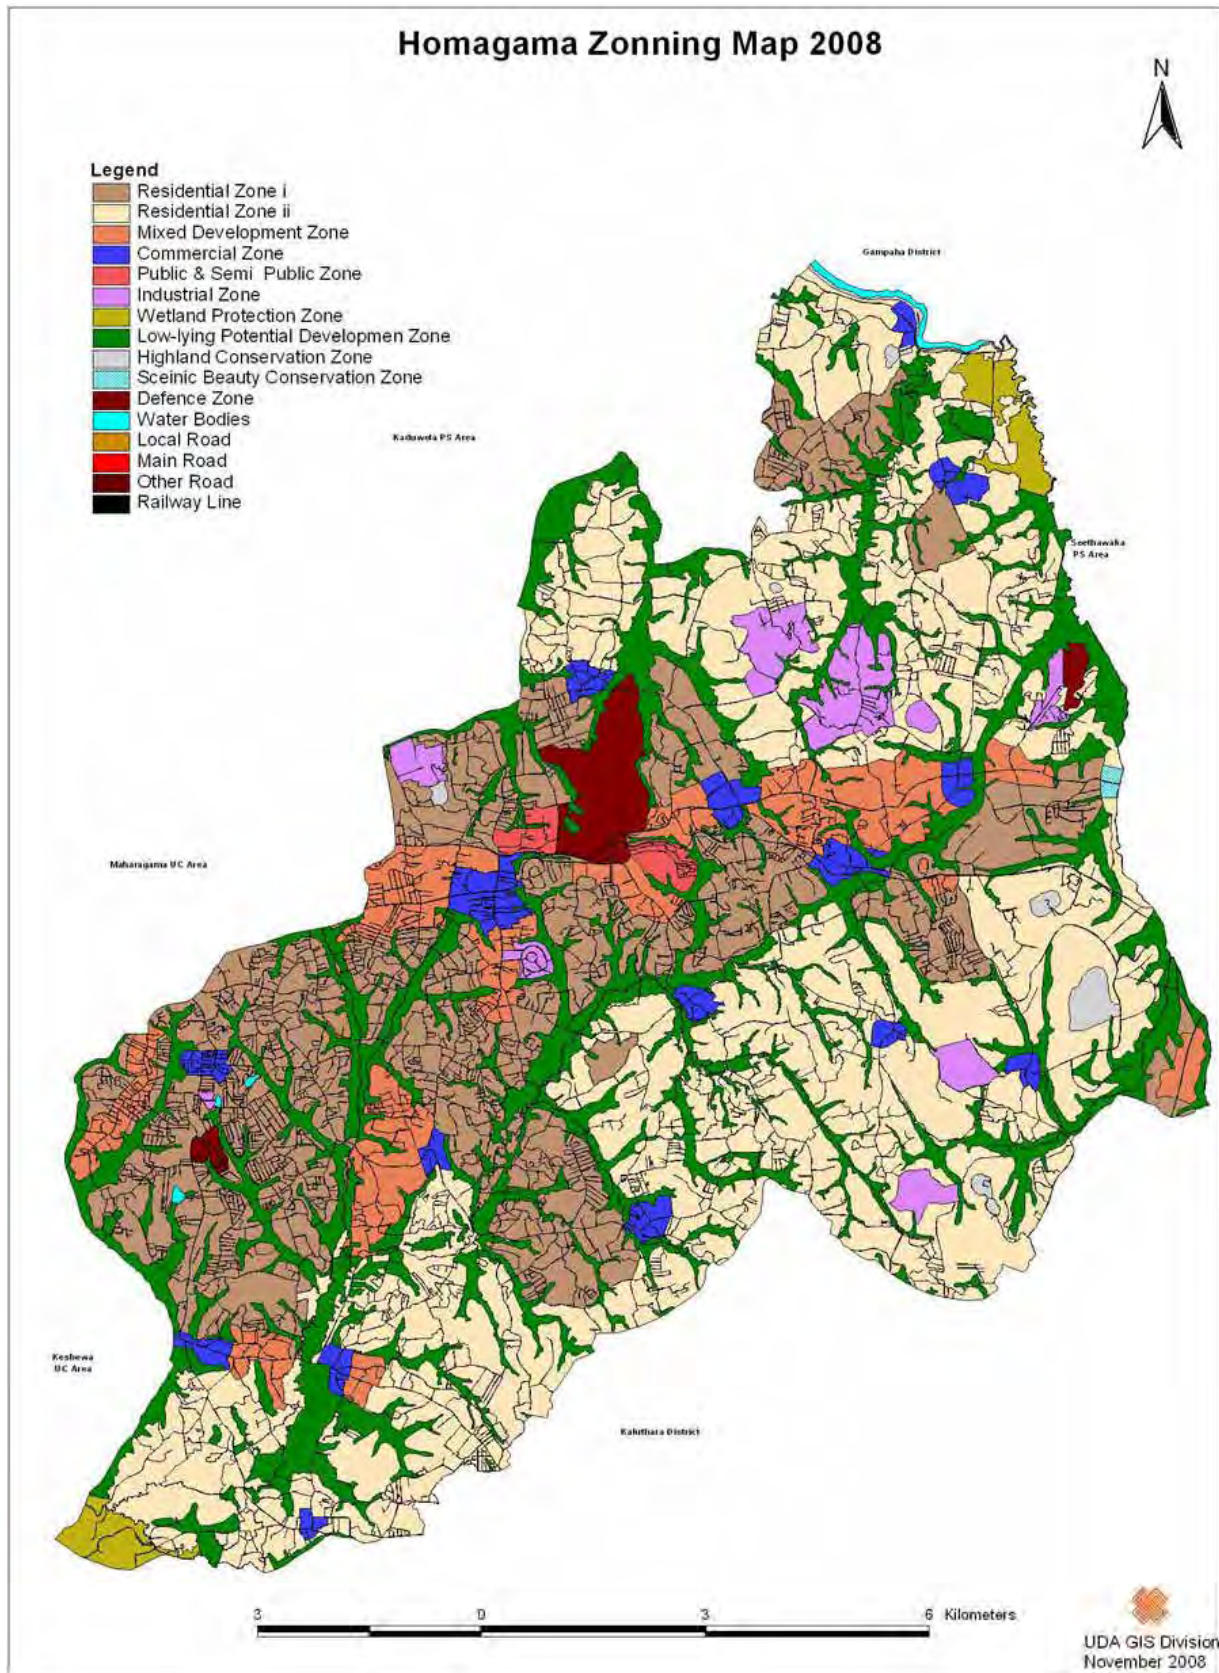 Homagama Zonning Map 2008
N
Legend
Residential Zone i
Residential Zone ii
Mixed Development Zone
Commercial Zone
Public & Semi Public Zone
Industrial Zone
Wetland Protection Zone
Low-lying Potential Developmen Zone
Highland Conservation Zone
Sceinic Beauty Conservation Zone
Defence Zone
Water Bodies
Local Road
Main Road
Other Road
Railway Line
Gampaha District
Kaduwela PS Area
Seethawaka
PS Area
Maharagama UC Area
Kesbewa
UC Area
Kaluthara District
3 0 3 6 Kilometers
UDA GIS Division
November 2008